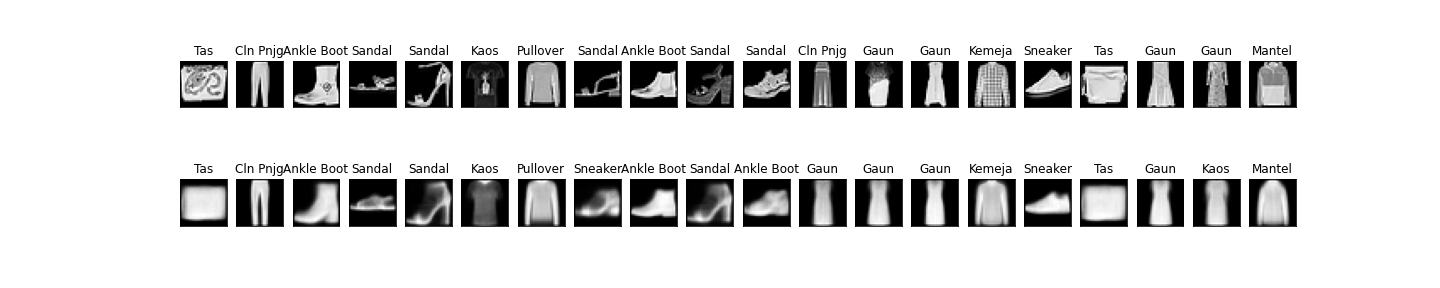 Tas Cln Pnjg Ankle Boot Sandal Sandal Kaos Pullover Sandal Ankle Boot Sandal Sandal Cln Pnjg Gaun Gaun Kemeja Sneaker Tas Gaun Gaun Mantel
Tas Cln Pnjg Ankle Boot Sandal Sandal Kaos Pullover Sneaker Ankle Boot Sandal Ankle Boot Gaun Gaun Gaun Kemeja Sneaker Tas Gaun Kaos Mantel